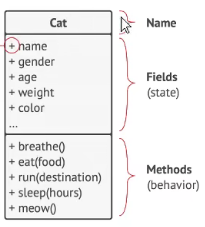 Cat
Name
+ name
+ gender
+ age
+ weight
+ color
...
Fields
(state)
+ breathe()
+ eat(food)
+ run(destination)
+ sleep(hours)
+ meow()
Methods
(behavior)